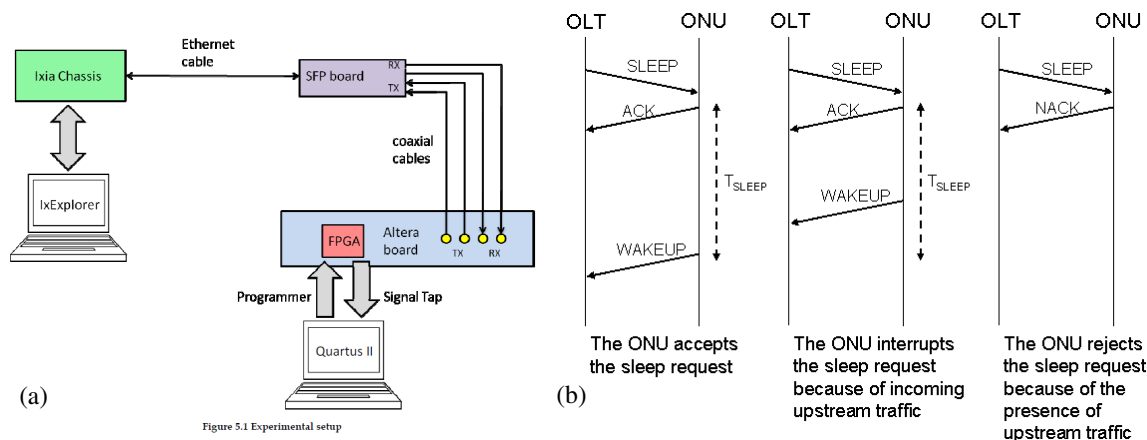 Ethernet
cable
Ixia Chassis
SFP board
RX
TX
coaxial
cables
IxExplorer
FPGA
Altera
board
TX
RX
Programmer
Signal Tap
Quartus II
(a)
Figure 5.1 Experimental setup
OLT
ONU
SLEEP
ACK
T SLEEP
WAKEUP
The ONU accepts
the sleep request
OLT
ONU
SLEEP
ACK
WAKEUP
T SLEEP
The ONU interrupts
the sleep request
because of incoming
upstream traffic
OLT
ONU
SLEEP
NACK
The ONU rejects
the sleep request
because of the
presence of
upstream traffic
(b)